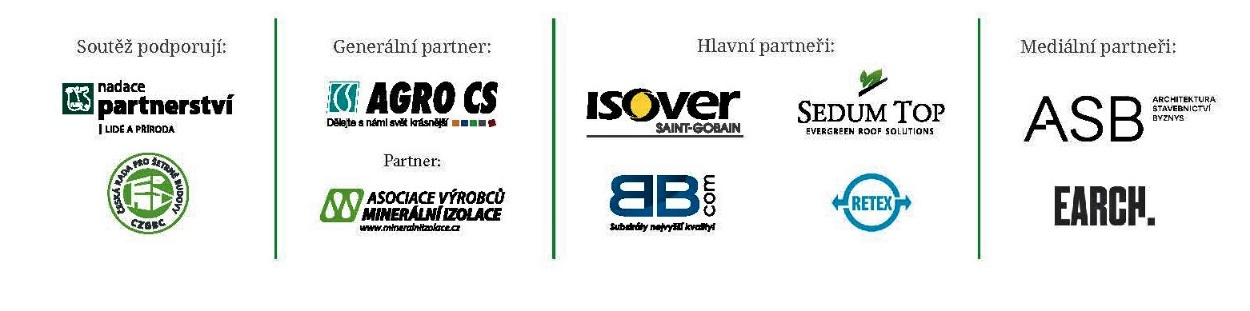 Soutěž podporují:
nadace
partnerství
LIDÉ A PŘÍRODA
ČESKÁ RADA PRO ŠETRNÉ BUDOVY
CZGBC
Generální partner:
AGRO CS
Dělejte s námi svět krásnější
Partner:
ASOCIACE VÝROBCŮ
MINERÁLNÍ IZOLACE
www.mineralniizolace.cz
Hlavní partneři:
ISOVER
SAINT-GOBAIN
SEDUM TOP
EVERGREEN ROOF SOLUTIONS
BB com
Substráty nejvyšší kvality!
RETEX
Mediální partneři:
ASB
ARCHITEKTURA
STAVEBNICTVÍ
BYZNYS
EARCH.